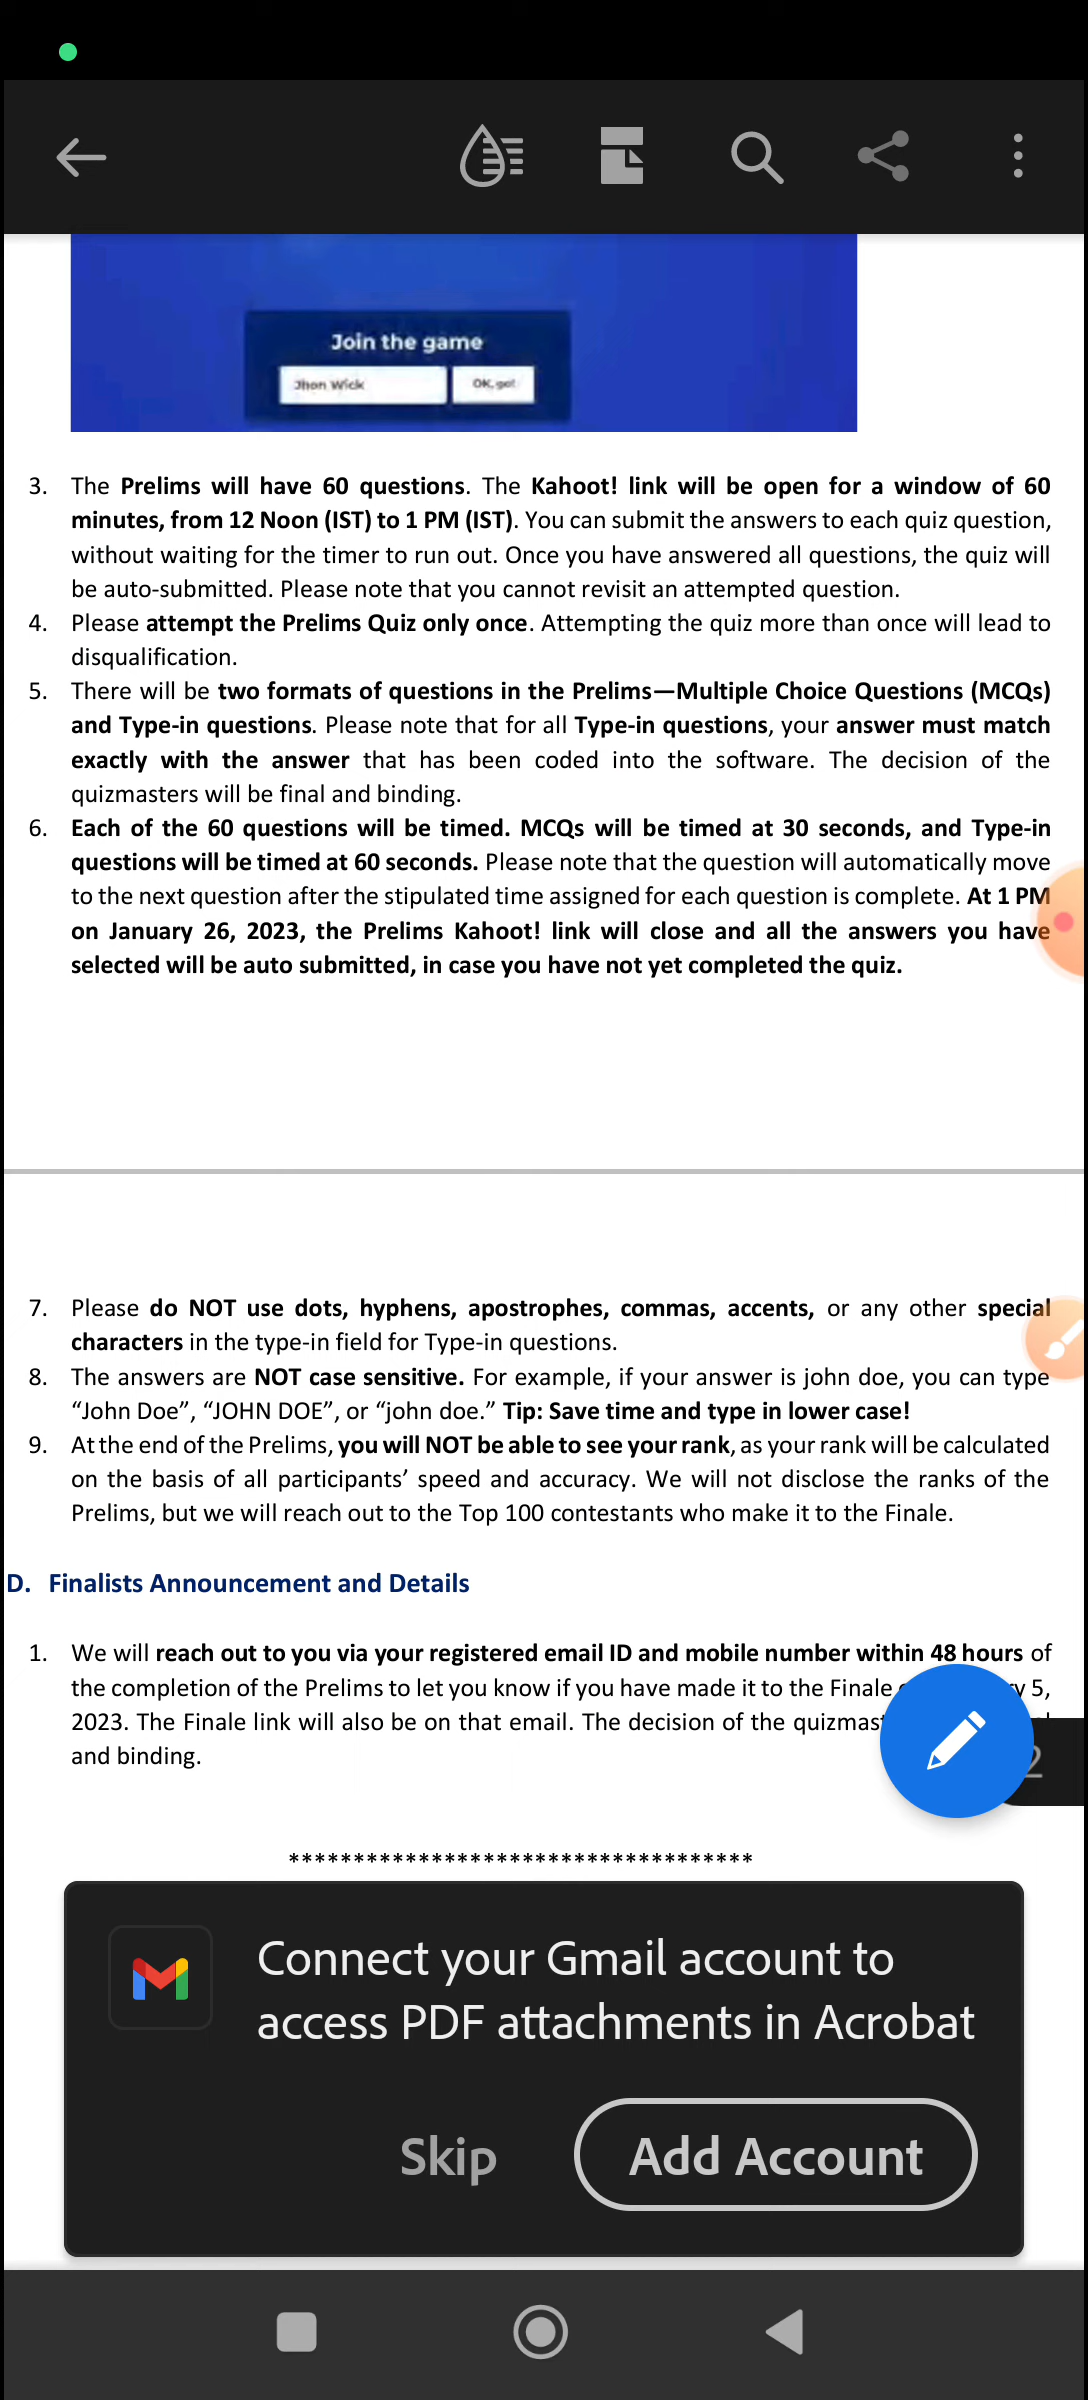 Join the game
Jhon Wick
OK, go!
3. The Prelims will have 60 questions. The Kahoot! link will be open for a window of 60
minutes, from 12 Noon (IST) to 1 PM (IST). You can submit the answers to each quiz question,
without waiting for the timer to run out. Once you have answered all questions, the quiz will
be auto-submitted. Please note that you cannot revisit an attempted question.
4. Please attempt the Prelims Quiz only once. Attempting the quiz more than once will lead to
disqualification.
5. There will be two formats of questions in the Prelims—Multiple Choice Questions (MCQs)
and Type-in questions. Please note that for all Type-in questions, your answer must match
exactly with the answer that has been coded into the software. The decision of the
quizmasters will be final and binding.
6. Each of the 60 questions will be timed. MCQs will be timed at 30 seconds, and Type-in
questions will be timed at 60 seconds. Please note that the question will automatically move
to the next question after the stipulated time assigned for each question is complete. At 1 PM
on January 26, 2023, the Prelims Kahoot! link will close and all the answers you have
selected will be auto submitted, in case you have not yet completed the quiz.
7. Please do NOT use dots, hyphens, apostrophes, commas, accents, or any other special
characters in the type-in field for Type-in questions.
8. The answers are NOT case sensitive. For example, if your answer is john doe, you can type
“John Doe”, “JOHN DOE”, or “john doe.” Tip: Save time and type in lower case!
9. At the end of the Prelims, you will NOT be able to see your rank, as your rank will be calculated
on the basis of all participants’ speed and accuracy. We will not disclose the ranks of the
Prelims, but we will reach out to the Top 100 contestants who make it to the Finale.
D. Finalists Announcement and Details
1. We will reach out to you via your registered email ID and mobile number within 48 hours of
the completion of the Prelims to let you know if you have made it to the Finale 5,
2023. The Finale link will also be on that email. The decision of the
and binding.
************************************
2
Connect your Gmail account to
access PDF attachments in Acrobat
Skip
Add Account